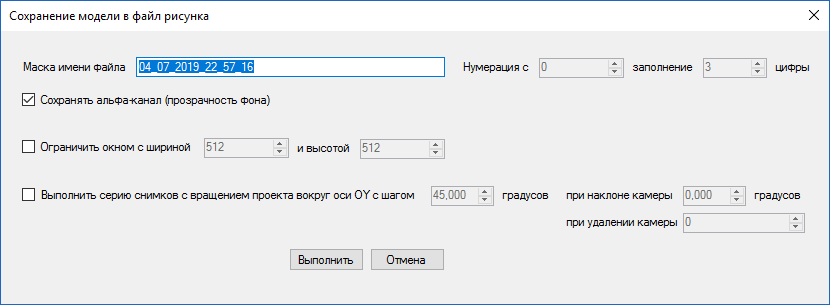 Сохранение модели в файл рисунка
Маска имени файла 04_07_2019_22_57_16 Нумерация с 0 заполнение 3 цифры
Сохранять альфа-канал (прозрачность фона)
Ограничить окном с шириной 512 и высотой 512
Выполнить серию снимков с вращением проекта вокруг оси OY с шагом 45,000 градусов при наклоне камеры 0,000 градусов
при удалении камеры 0
Выполнить Отмена